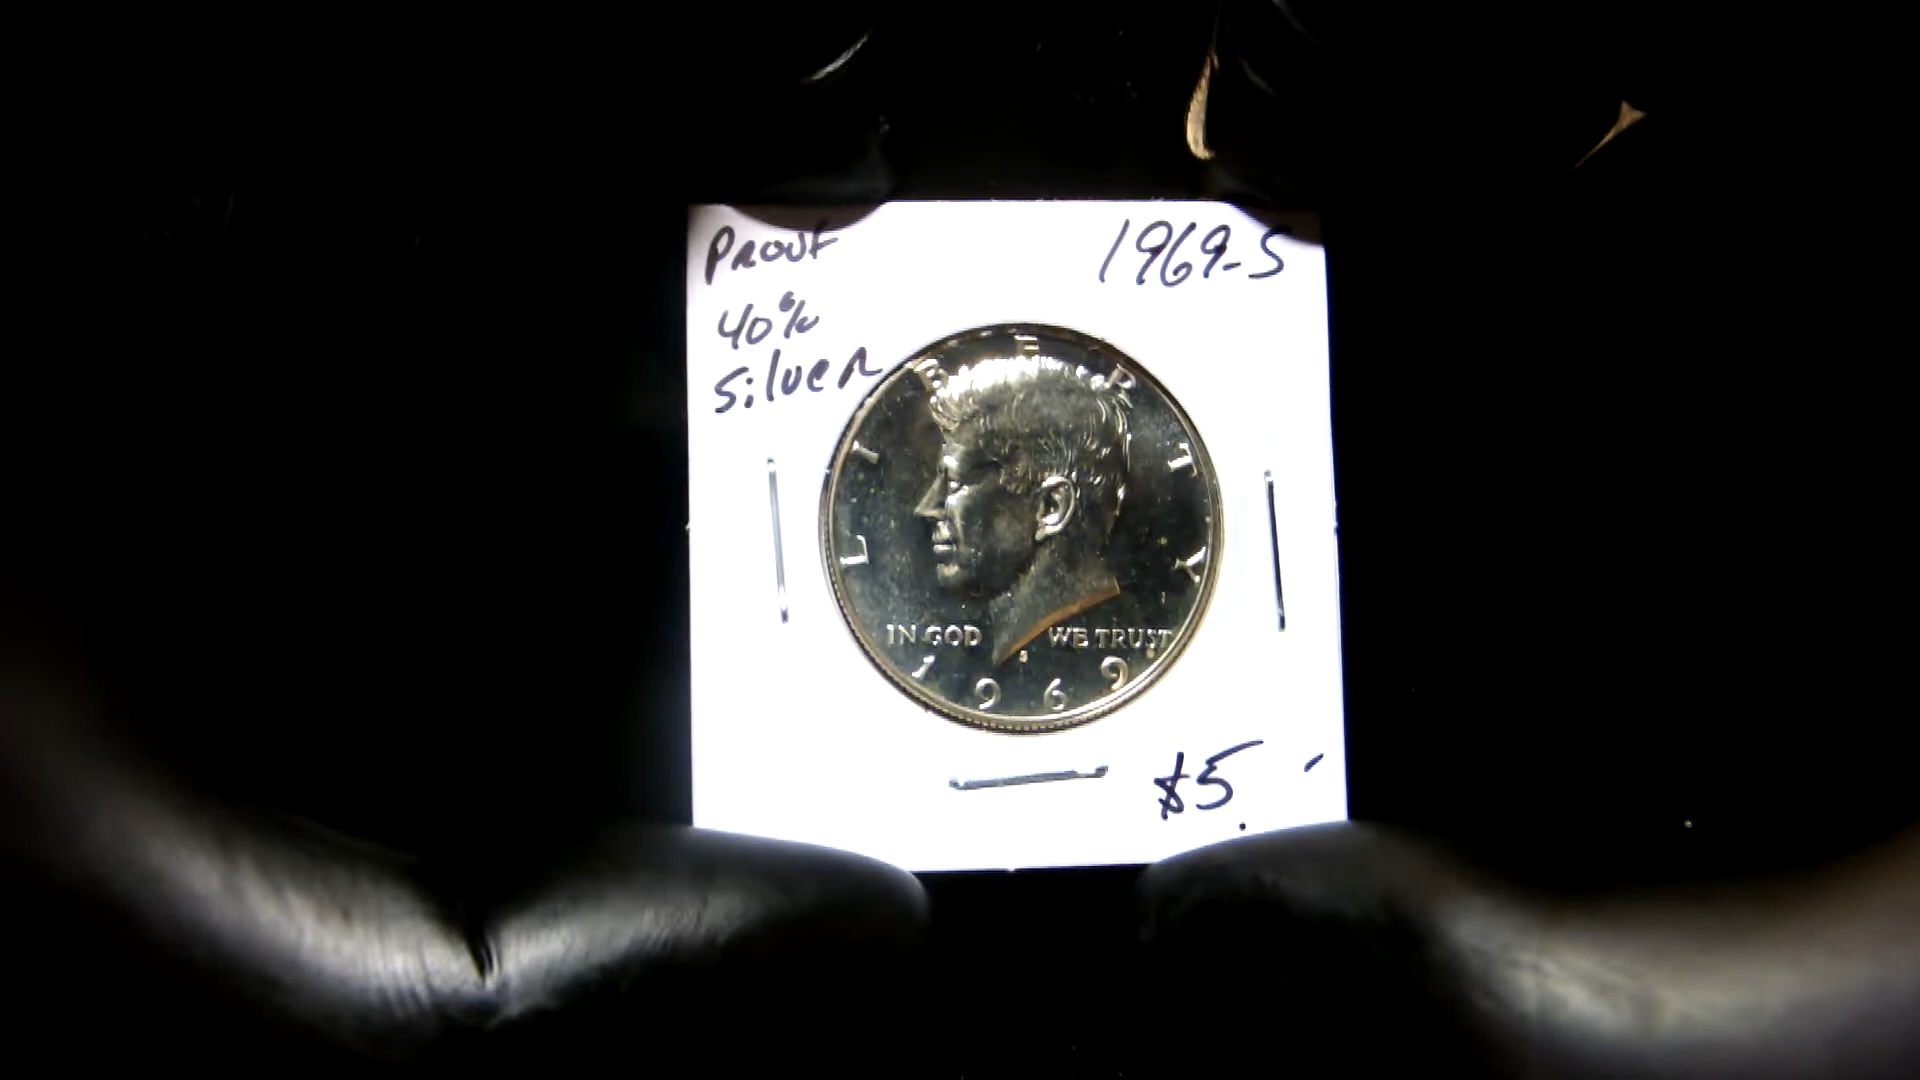 Proof 1969-S
40%
Silver
LIBERTY
IN GOD WE TRUST
S
1969
$5.